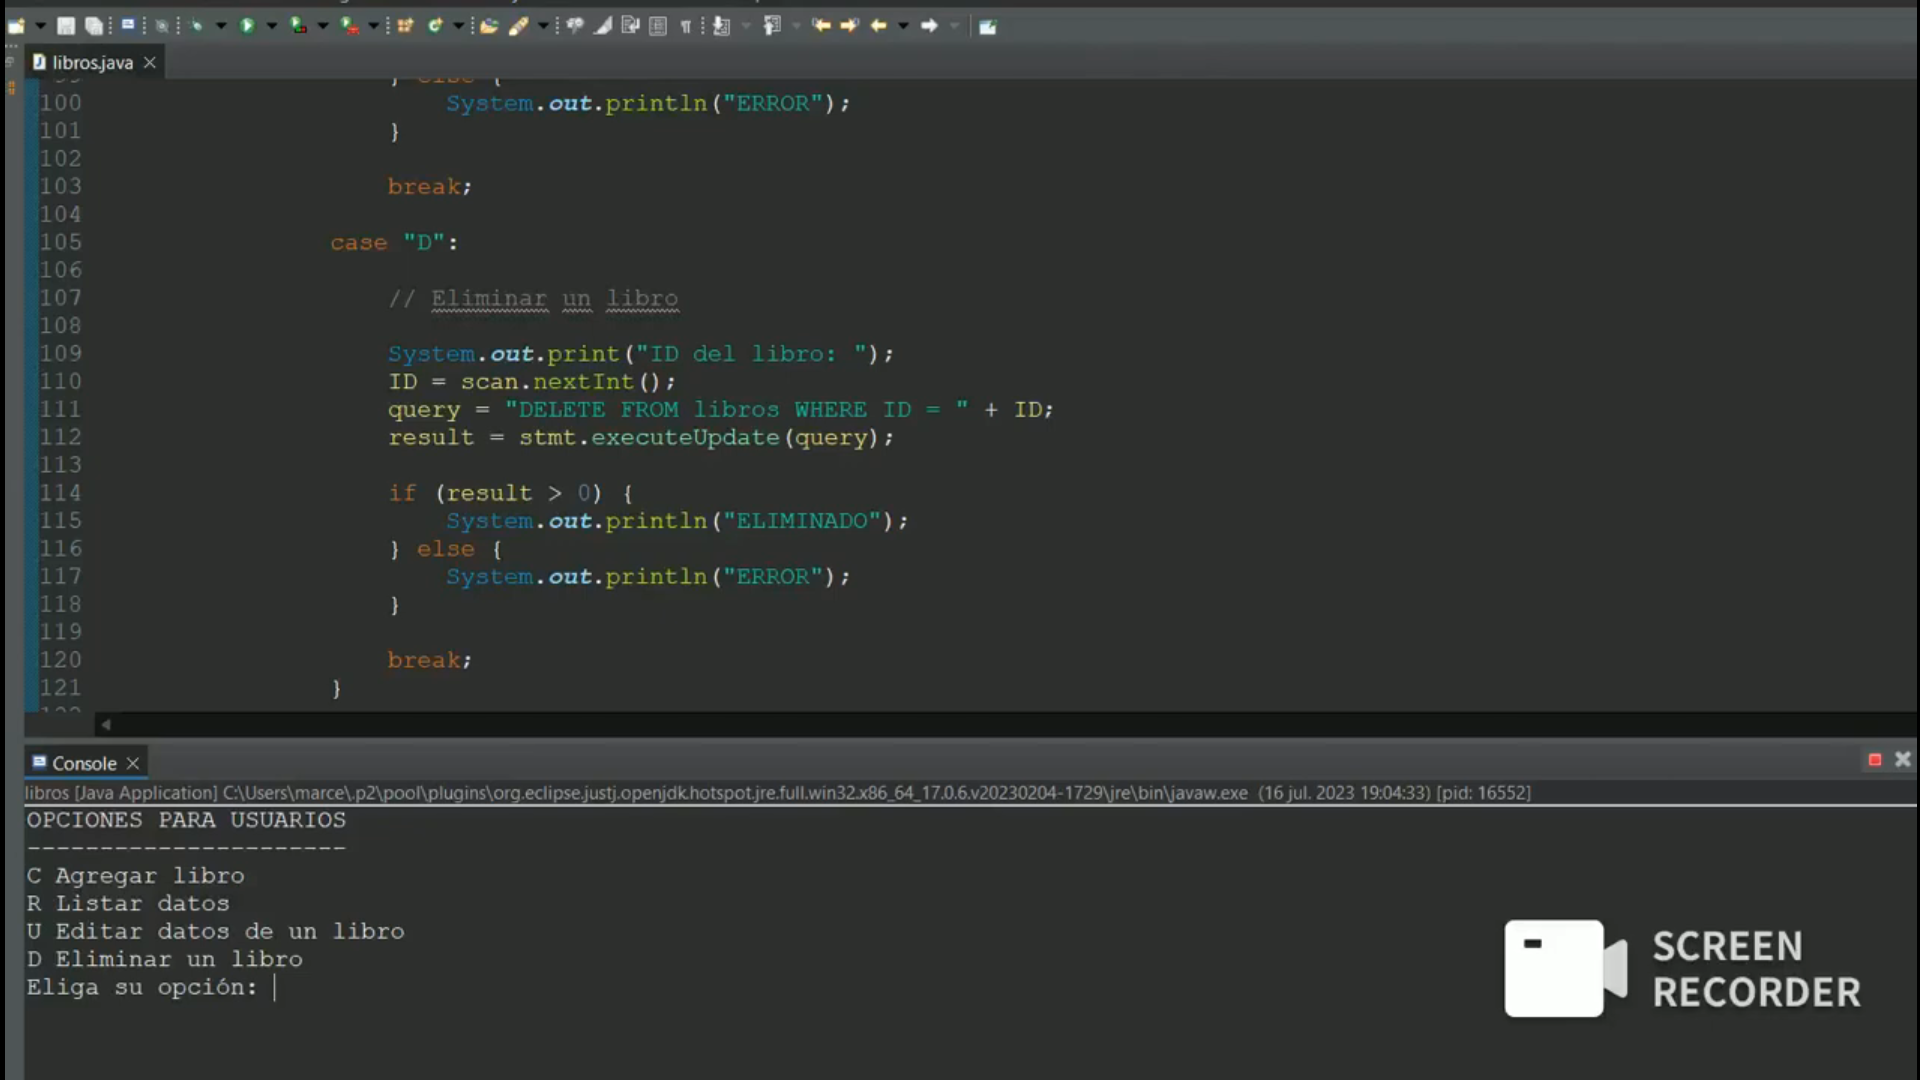 libros.java
99 } else {
100 System.out.println("ERROR");
101 }
102
103 break;
104
105 case "D":
106
107 // Eliminar un libro
108
109 System.out.print("ID del libro: ");
110 ID = scan.nextInt();
111 query = "DELETE FROM libros WHERE ID = " + ID;
112 result = stmt.executeUpdate(query);
113
114 if (result > 0) {
115 System.out.println("ELIMINADO");
116 } else {
117 System.out.println("ERROR");
118 }
119
120 break;
121 }
Console
libros [Java Application] C:\Users\marce\.p2\pool\plugins\org.eclipse.justj.openjdk.hotspot.jre.full.win32.x86_64_17.0.6.v20230204-1729\jre\bin\javaw.exe (16 jul. 2023 19:04:33) [pid: 16552]
OPCIONES PARA USUARIOS
----------------------
C Agregar libro
R Listar datos
U Editar datos de un libro
D Eliminar un libro
Eliga su opción:
SCREEN
RECORDER